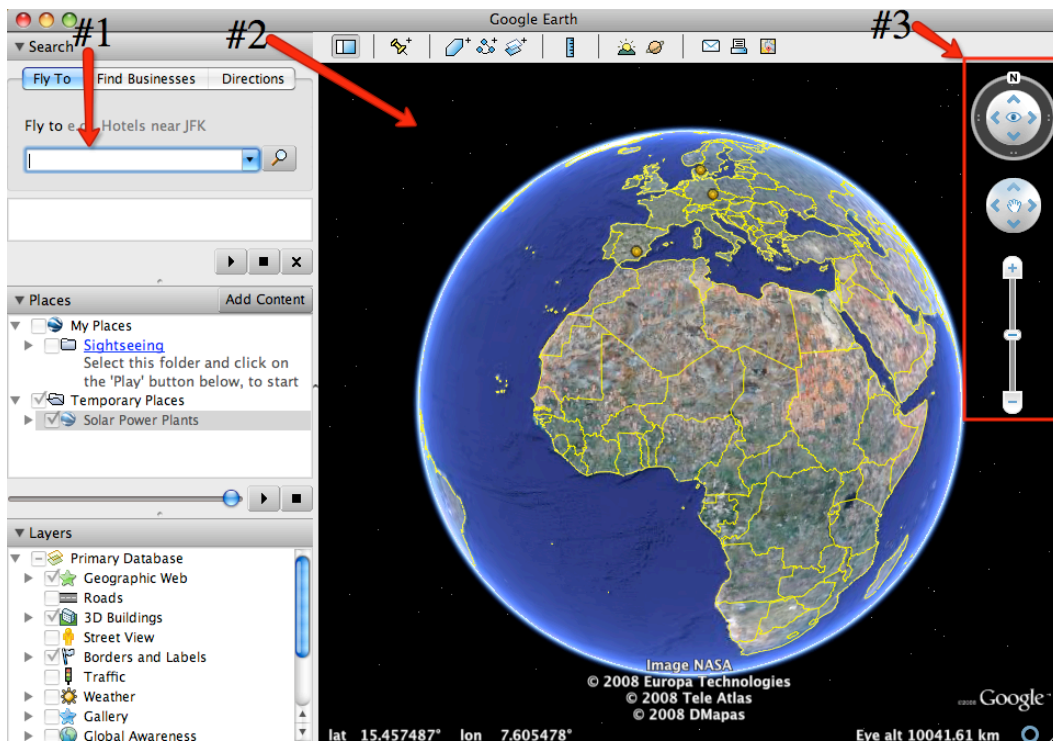 Google Earth
#1
#2
#3
Search
Fly To Find Businesses Directions
Fly to e.g. Hotels near JFK
N
Places Add Content
My Places
Sightseeing
Select this folder and click on
the 'Play' button below, to start
Temporary Places
Solar Power Plants
Layers
Primary Database
Geographic Web
Roads
3D Buildings
Street View
Borders and Labels
Traffic
Weather
Gallery
Global Awareness
Image NASA
© 2008 Europa Technologies
© 2008 Tele Atlas
© 2008 DMapas
Google
lat 15.457487° lon 7.605478° Eye alt 10041.61 km